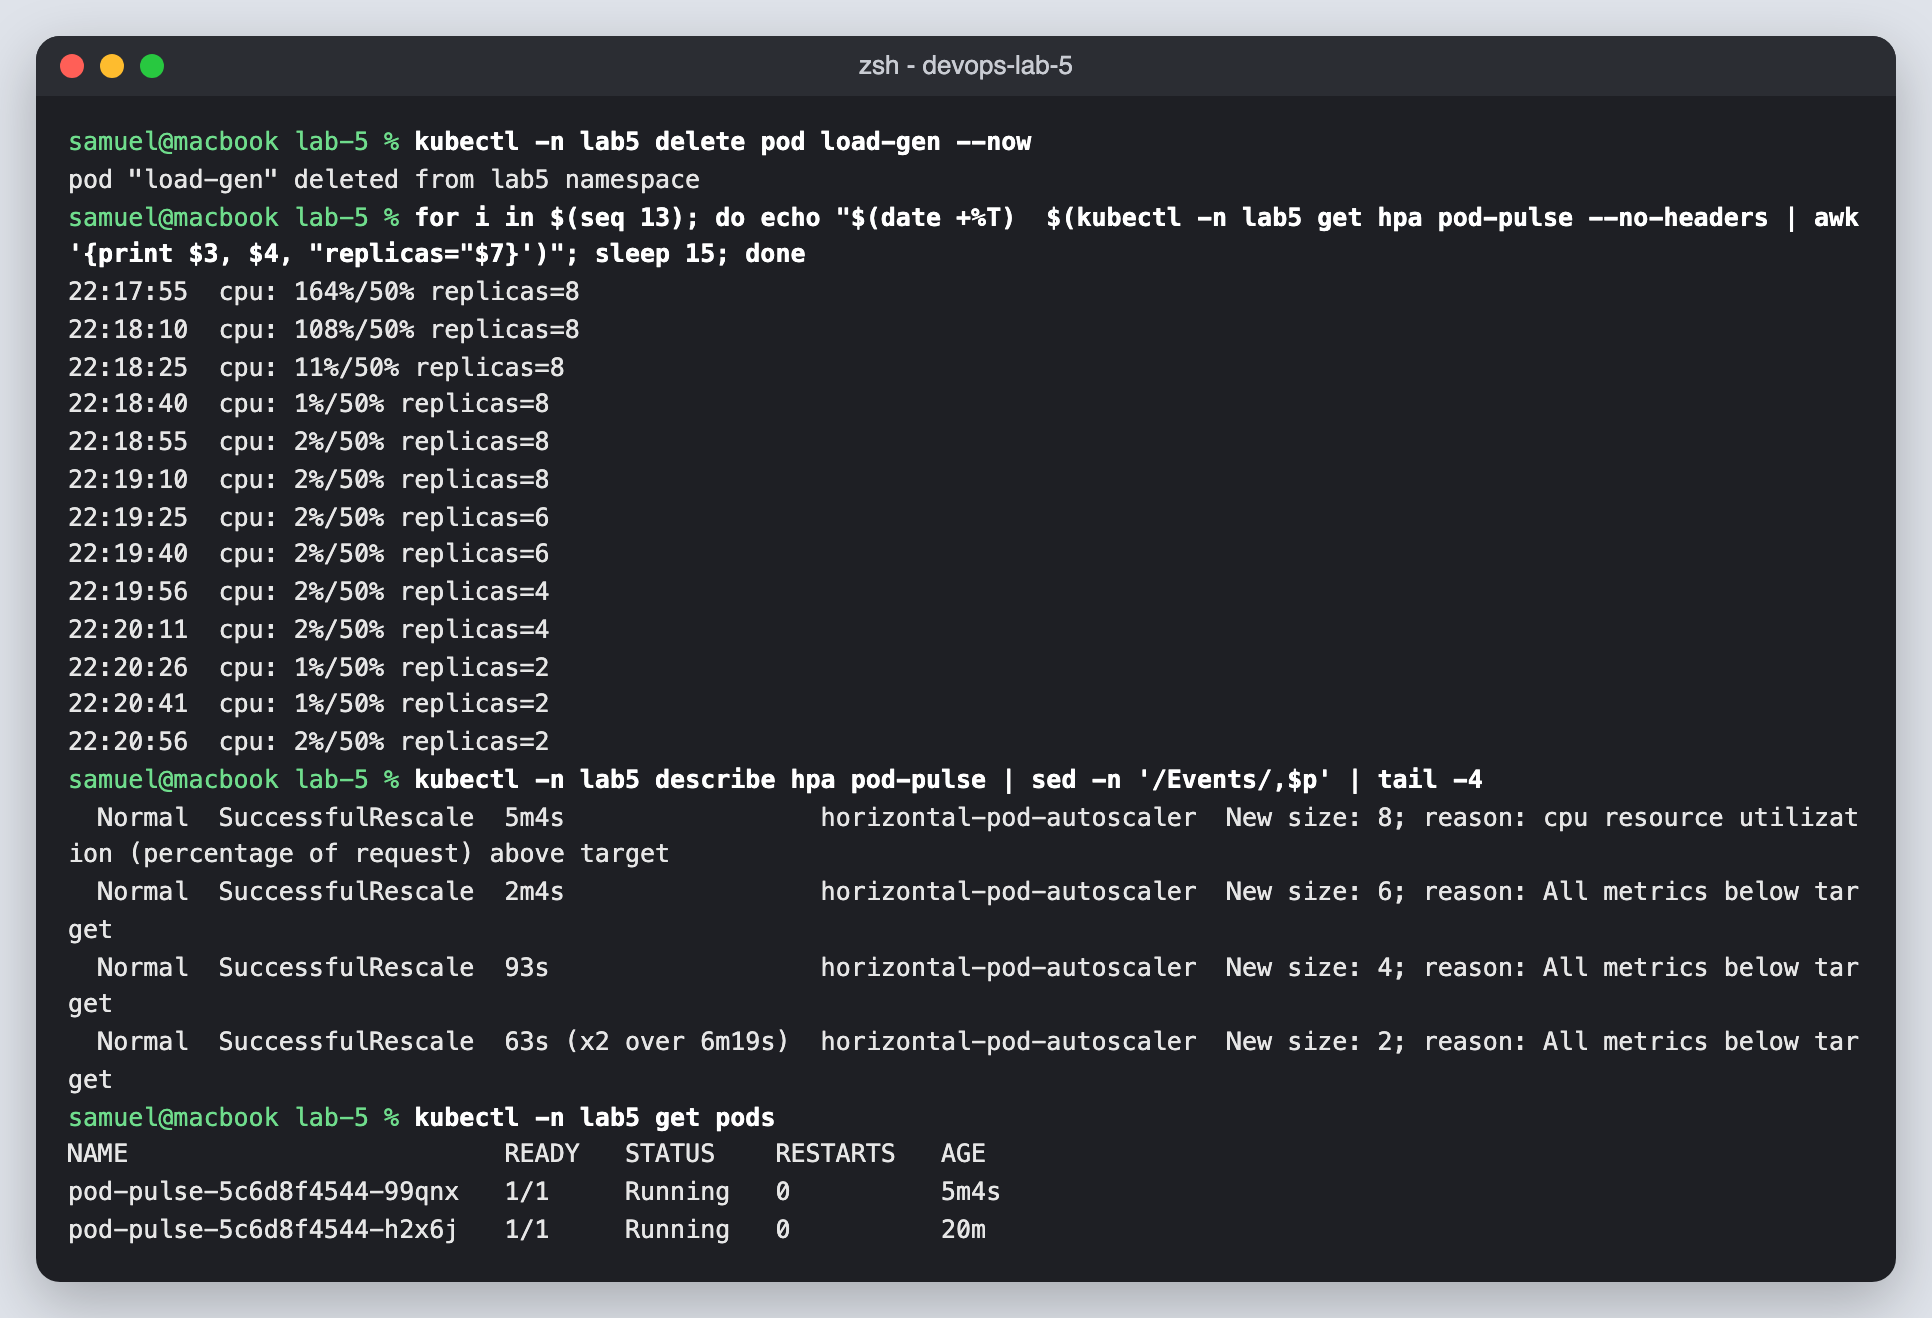 zsh - devops-lab-5
samuel@macbook lab-5 % kubectl -n lab5 delete pod load-gen --now
pod "load-gen" deleted from lab5 namespace
samuel@macbook lab-5 % for i in $(seq 13); do echo "$(date +%T)  $(kubectl -n lab5 get hpa pod-pulse --no-headers | awk
'{print $3, $4, "replicas="$7}')"; sleep 15; done
22:17:55  cpu: 164%/50% replicas=8
22:18:10  cpu: 108%/50% replicas=8
22:18:25  cpu: 11%/50% replicas=8
22:18:40  cpu: 1%/50% replicas=8
22:18:55  cpu: 2%/50% replicas=8
22:19:10  cpu: 2%/50% replicas=8
22:19:25  cpu: 2%/50% replicas=6
22:19:40  cpu: 2%/50% replicas=6
22:19:56  cpu: 2%/50% replicas=4
22:20:11  cpu: 2%/50% replicas=4
22:20:26  cpu: 1%/50% replicas=2
22:20:41  cpu: 1%/50% replicas=2
22:20:56  cpu: 2%/50% replicas=2
samuel@macbook lab-5 % kubectl -n lab5 describe hpa pod-pulse | sed -n '/Events/,$p' | tail -4
  Normal  SuccessfulRescale  5m4s                 horizontal-pod-autoscaler  New size: 8; reason: cpu resource utilizat
ion (percentage of request) above target
  Normal  SuccessfulRescale  2m4s                 horizontal-pod-autoscaler  New size: 6; reason: All metrics below tar
get
  Normal  SuccessfulRescale  93s                  horizontal-pod-autoscaler  New size: 4; reason: All metrics below tar
get
  Normal  SuccessfulRescale  63s (x2 over 6m19s)  horizontal-pod-autoscaler  New size: 2; reason: All metrics below tar
get
samuel@macbook lab-5 % kubectl -n lab5 get pods
NAME                         READY   STATUS    RESTARTS   AGE
pod-pulse-5c6d8f4544-99qnx   1/1     Running   0          5m4s
pod-pulse-5c6d8f4544-h2x6j   1/1     Running   0          20m